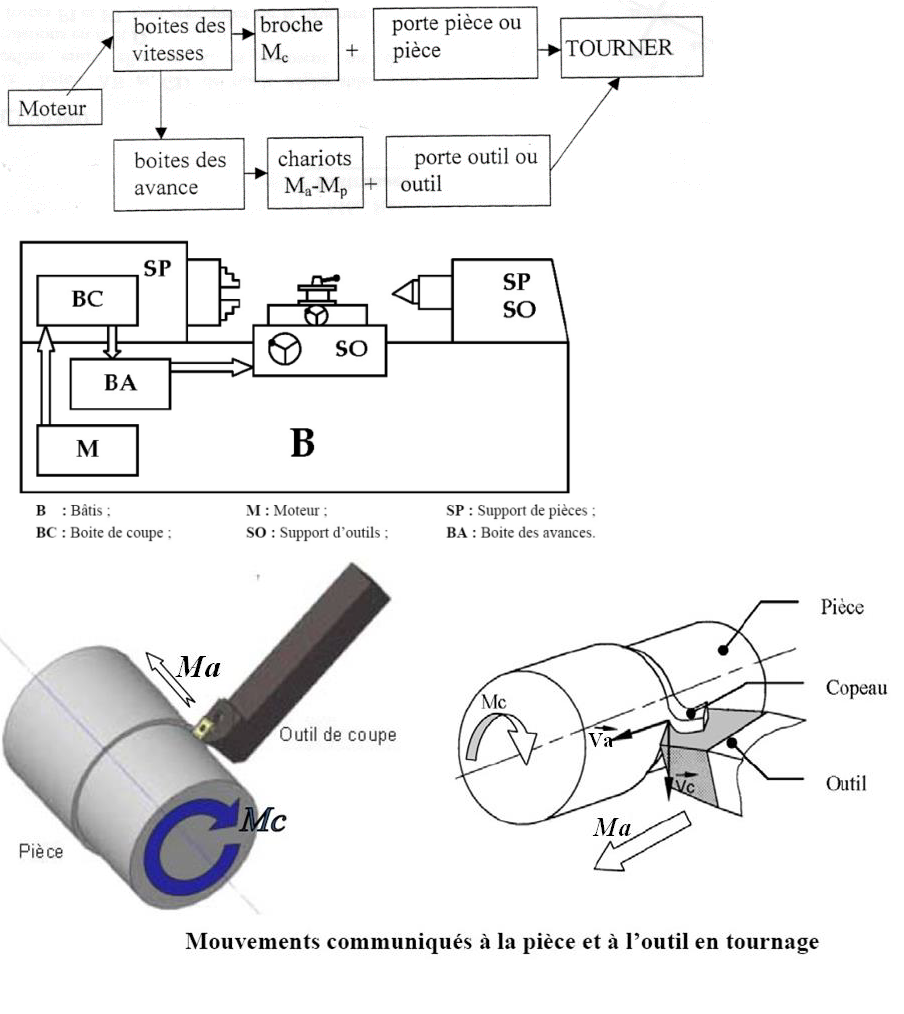 boites des
vitesses
broche
Mc
+
porte pièce ou
pièce
TOURNER
Moteur
boites des
avance
chariots
Ma-Mp
+
porte outil ou
outil
SP
BC
SP
SO
SO
BA
M
B
B : Bâtis ;
M : Moteur ;
SP : Support de pièces ;
BC : Boite de coupe ;
SO : Support d'outils ;
BA : Boite des avances.
Ma
Outil de coupe
Mc
Pièce
Pièce
Copeau
Outil
Mc
Va
Vc
Ma
Mouvements communiqués à la pièce et à l'outil en tournage